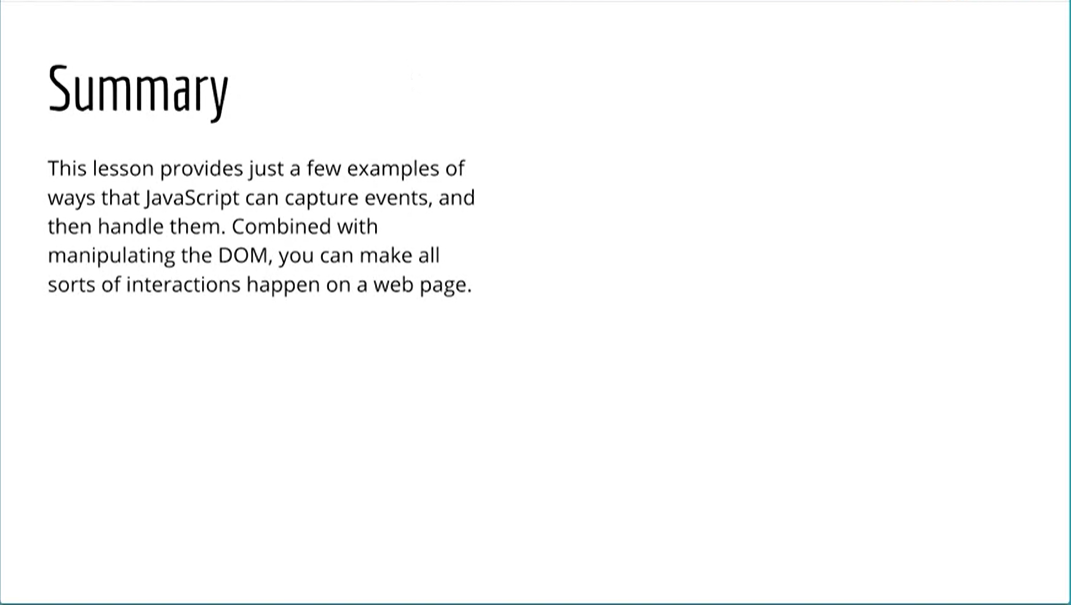 Summary
This lesson provides just a few examples of
ways that JavaScript can capture events, and
then handle them. Combined with
manipulating the DOM, you can make all
sorts of interactions happen on a web page.